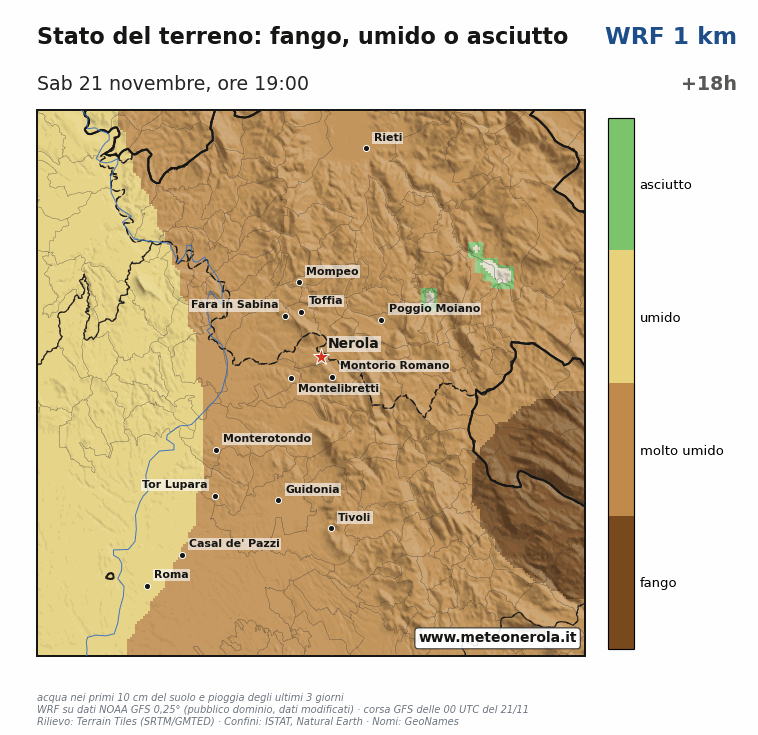 Stato del terreno: fango, umido o asciutto
WRF 1 km
Sab 21 novembre, ore 19:00
+18h
Rieti
asciutto
Mompeo
Toffia
Fara in Sabina
Poggio Moiano
umido
Nerola
Montorio Romano
Montelibretti
Monterotondo
molto umido
Tor Lupara
Guidonia
Tivoli
Casal de' Pazzi
Roma
fango
www.meteonerola.it
acqua nei primi 10 cm del suolo e pioggia degli ultimi 3 giorni
WRF su dati NOAA GFS 0,25° (pubblico dominio, dati modificati) · corsa GFS delle 00 UTC del 21/11
Rilievo: Terrain Tiles (SRTM/GMTED) · Confini: ISTAT, Natural Earth · Nomi: GeoNames